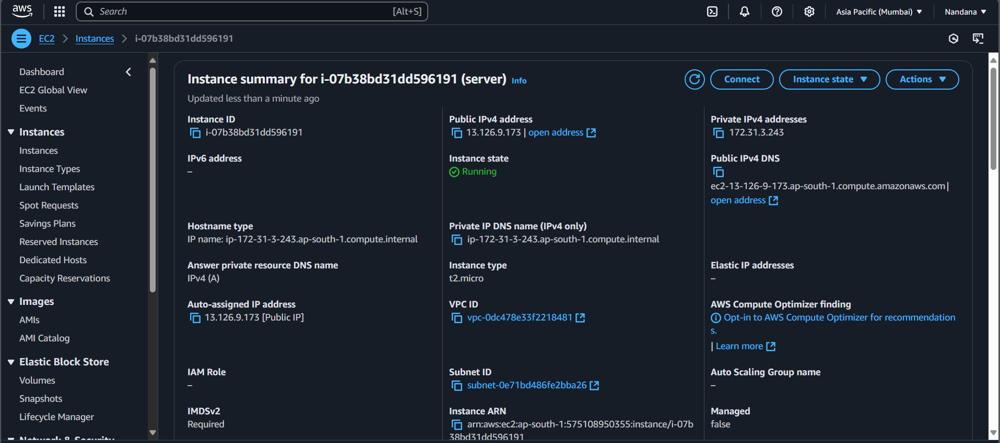 aws
Search
[Alt+S]
Asia Pacific (Mumbai)
Nandana
EC2
Instances
i-07b38bd31dd596191
Dashboard
EC2 Global View
Events
Instances
Instances
Instance Types
Launch Templates
Spot Requests
Savings Plans
Reserved Instances
Dedicated Hosts
Capacity Reservations
Images
AMIs
AMI Catalog
Elastic Block Store
Volumes
Snapshots
Lifecycle Manager
Network & Security
Instance summary for i-07b38bd31dd596191 (server) Info
Updated less than a minute ago
Connect
Instance state
Actions
Instance ID
i-07b38bd31dd596191
Public IPv4 address
13.126.9.173 | open address
Private IPv4 addresses
172.31.3.243
IPv6 address
–
Instance state
Running
Public IPv4 DNS
ec2-13-126-9-173.ap-south-1.compute.amazonaws.com |
open address
Hostname type
IP name: ip-172-31-3-243.ap-south-1.compute.internal
Private IP DNS name (IPv4 only)
ip-172-31-3-243.ap-south-1.compute.internal
Answer private resource DNS name
IPv4 (A)
Instance type
t2.micro
Elastic IP addresses
–
Auto-assigned IP address
13.126.9.173 [Public IP]
VPC ID
vpc-0dc478e33f2218481
AWS Compute Optimizer finding
Opt-in to AWS Compute Optimizer for recommendation
s.
| Learn more
IAM Role
–
Subnet ID
subnet-0e71bd486fe2bba26
Auto Scaling Group name
–
IMDSv2
Required
Instance ARN
arn:aws:ec2:ap-south-1:575108950355:instance/i-07b
38bd31dd596191
Managed
false